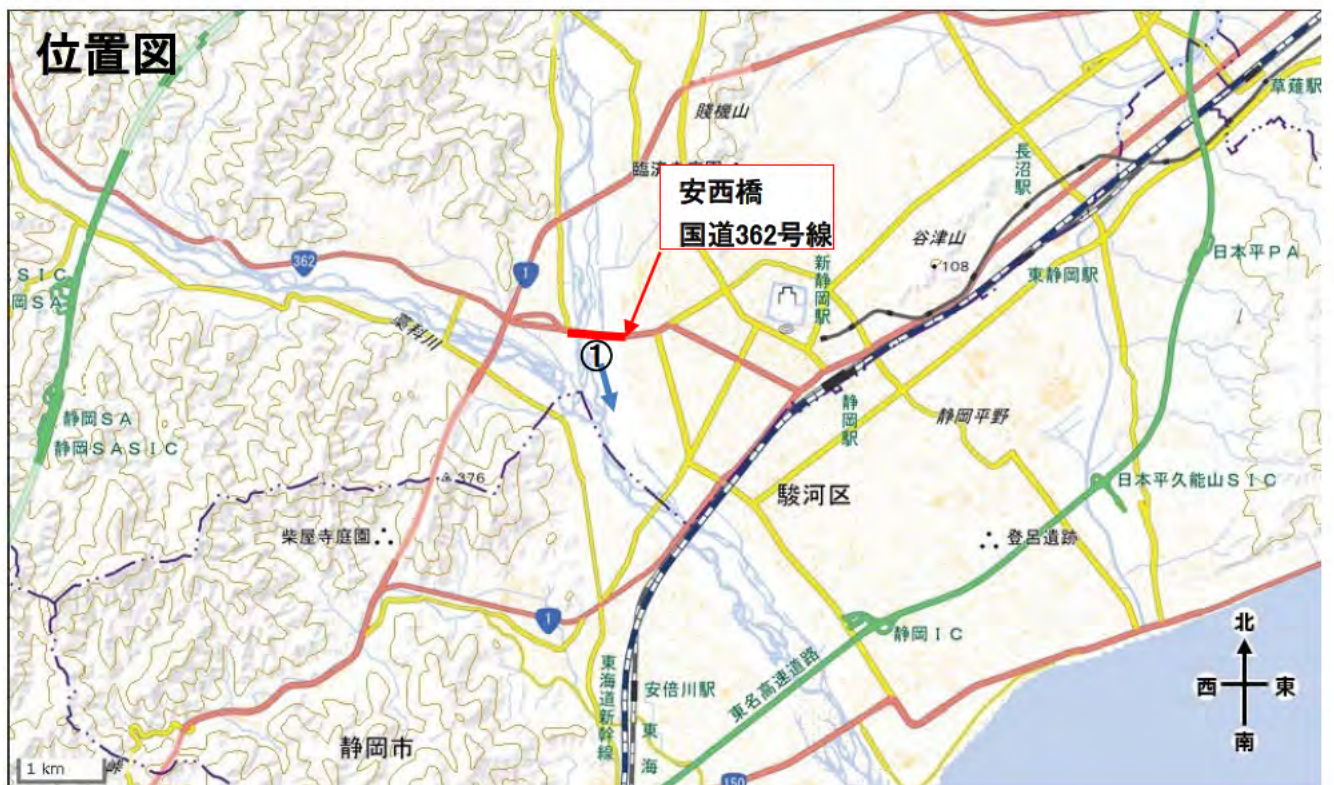 位置図
賤機山
草薙駅
長沼駅
安西橋
国道362号線
谷津山
108
新静岡駅
東静岡駅
日本平PA
362
1
SIC
岡SA
藁科川
①
静岡SA
静岡SASIC
静岡駅
静岡平野
376
駿河区
日本平久能山SIC
柴屋寺庭園
登呂遺跡
1
静岡IC
北
西
東
南
東海道新幹線
安倍川駅
東名高速道路
静岡市
東海
1 km
峠
150